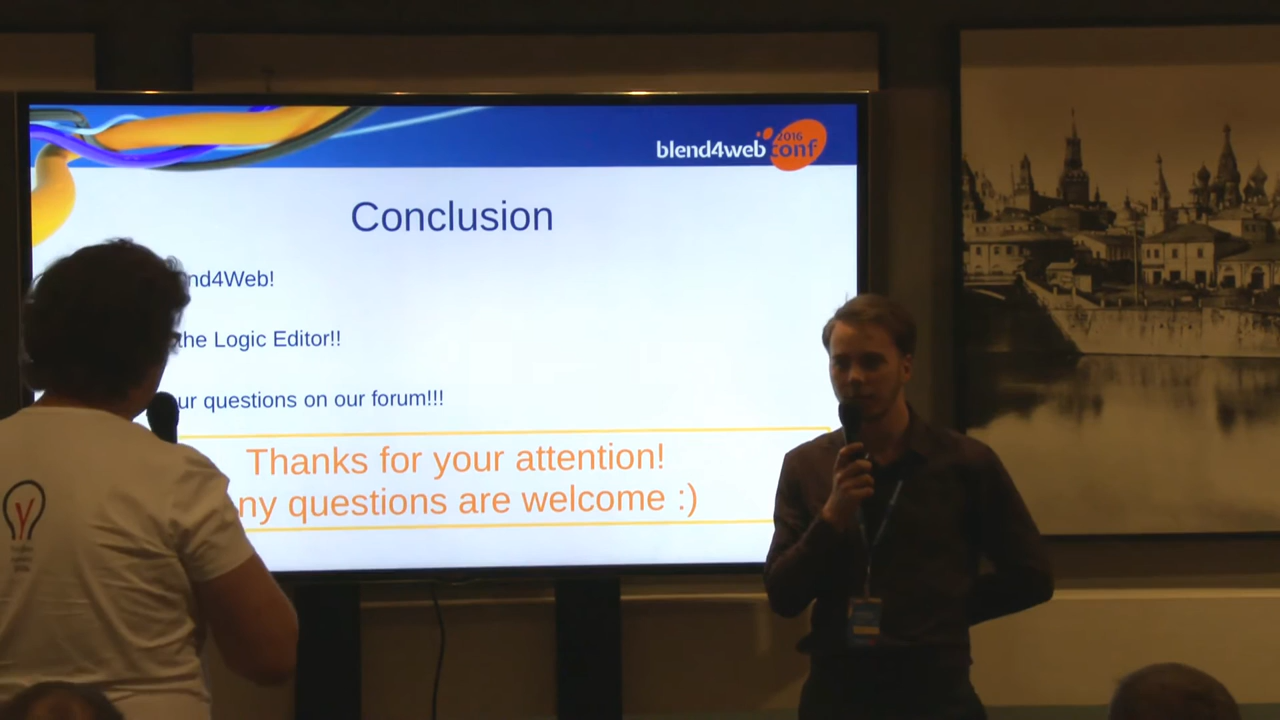 blend4web 2016
conf
Conclusion
nd4Web!
the Logic Editor!!
ur questions on our forum!!!
Thanks for your attention!
ny questions are welcome :)